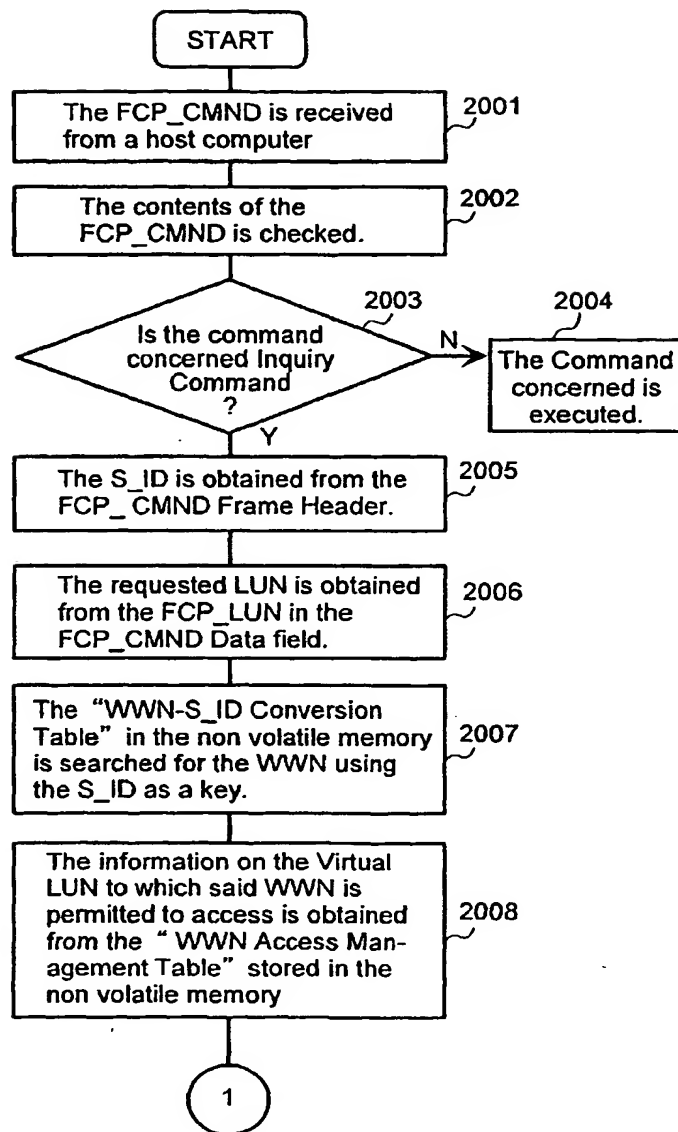 START
The FCP_CMND is received
from a host computer
2001
The contents of the
FCP_CMND is checked.
2002
Is the command
concerned Inquiry
Command
?
2003
N
Y
2004
The Command
concerned is
executed.
The S_ID is obtained from the
FCP_ CMND Frame Header.
2005
The requested LUN is obtained
from the FCP_LUN in the
FCP_CMND Data field.
2006
The “WWN-S_ID Conversion
Table” in the non volatile memory
is searched for the WWN using
the S_ID as a key.
2007
The information on the Virtual
LUN to which said WWN is
permitted to access is obtained
from the “ WWN Access Man-
agement Table” stored in the
non volatile memory
2008
1